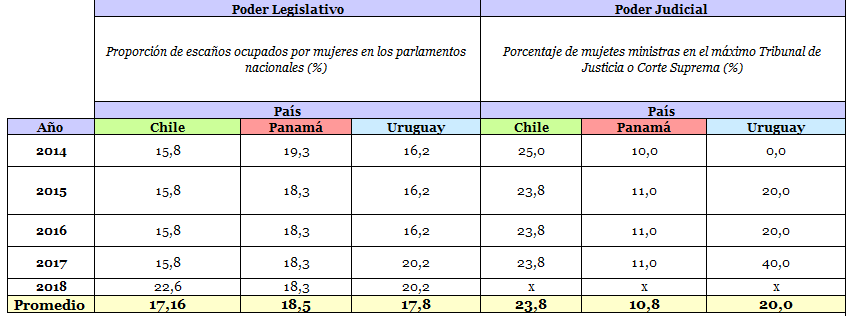 Poder Legislativo Poder Judicial
Proporción de escaños ocupados por mujeres en los parlamentos
nacionales (%)
Porcentaje de mujetes ministras en el máximo Tribunal de
Justicia o Corte Suprema (%)
País País
Año Chile Panamá Uruguay Chile Panamá Uruguay
2014 15,8 19,3 16,2 25,0 10,0 0,0
2015 15,8 18,3 16,2 23,8 11,0 20,0
2016 15,8 18,3 16,2 23,8 11,0 20,0
2017 15,8 18,3 20,2 23,8 11,0 40,0
2018 22,6 18,3 20,2 x x x
Promedio 17,16 18,5 17,8 23,8 10,8 20,0